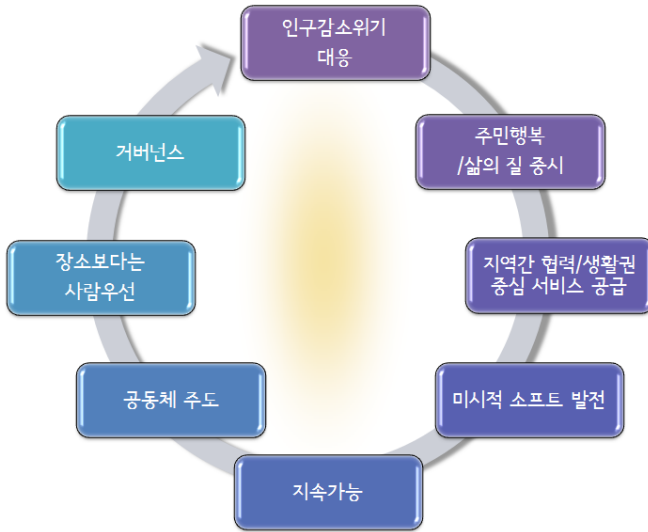 인구감소위기
대응
주민행복
/삶의 질 중시
지역간 협력/생활권
중심 서비스 공급
미시적 소프트 발전
지속가능
공동체 주도
장소보다는
사람우선
거버넌스